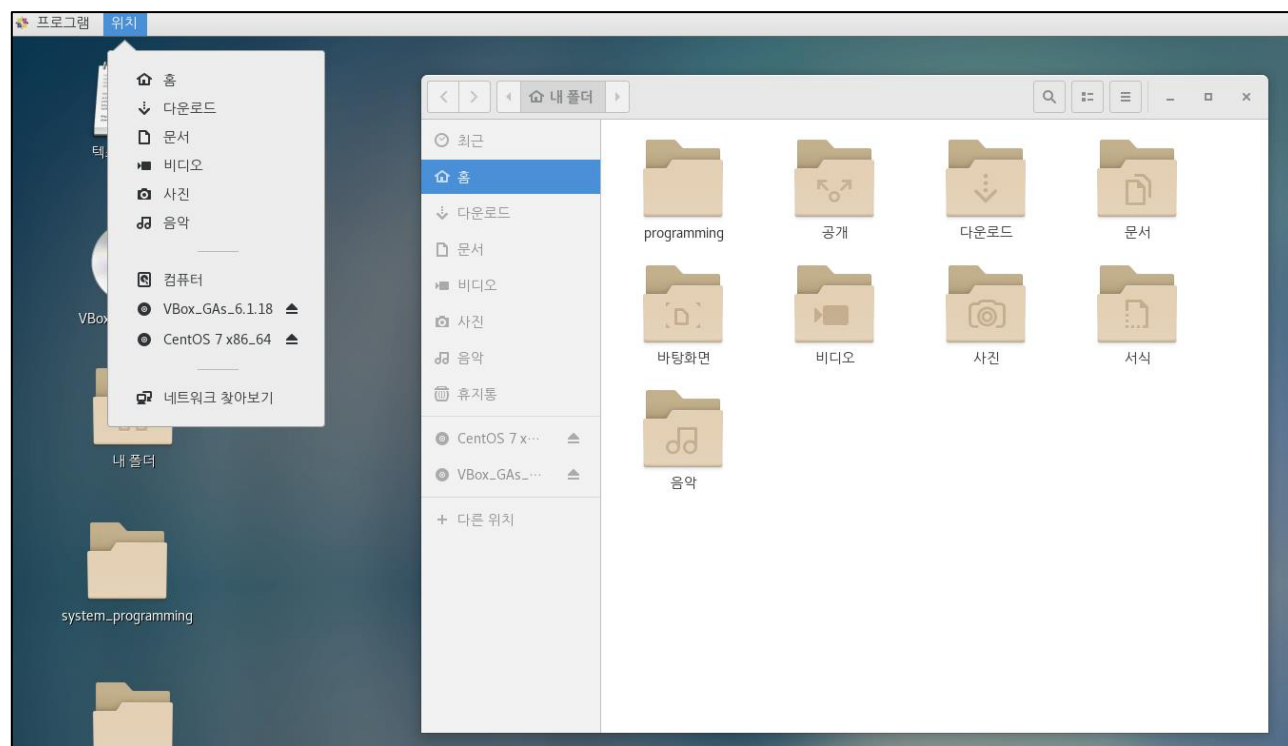 프로그램 위치
홈
다운로드
문서
비디오
사진
음악
컴퓨터
VBox_GAs_6.1.18
CentOS 7 x86_64
네트워크 찾아보기
VBox
내 폴더
system_programming
내 폴더
최근
홈
다운로드
문서
비디오
사진
음악
휴지통
CentOS 7 x…
VBox_GAs_…
다른 위치
programming 공개 다운로드 문서
바탕화면 비디오 사진 서식
음악